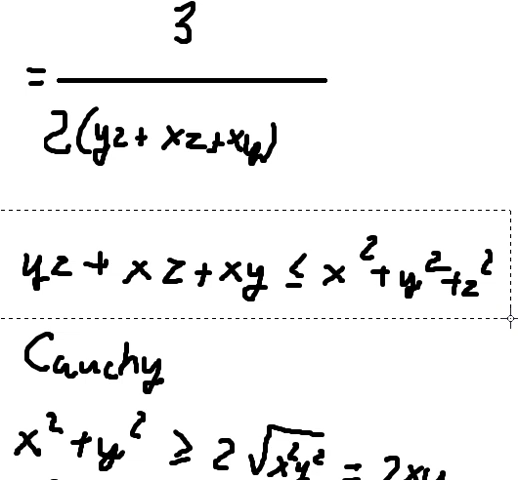 3
=
2(yz + xz + xy)
yz + xz + xy ≤ x² + y² + z²
Cauchy
x² + y² ≥ 2√x²y² = 2xy